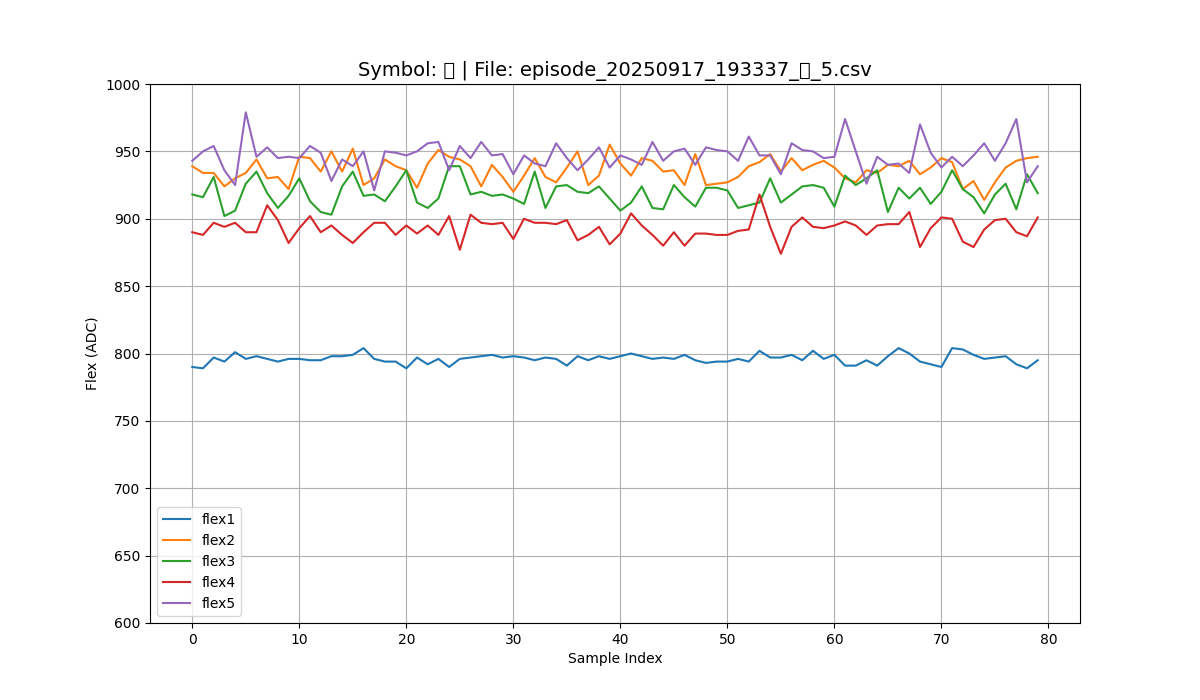 Symbol: | File: episode_20250917_193337_ _5.csv
1000
950
900
850
800
750
700
650
600
Flex (ADC)
flex1
flex2
flex3
flex4
flex5
0 10 20 30 40 50 60 70 80
Sample Index